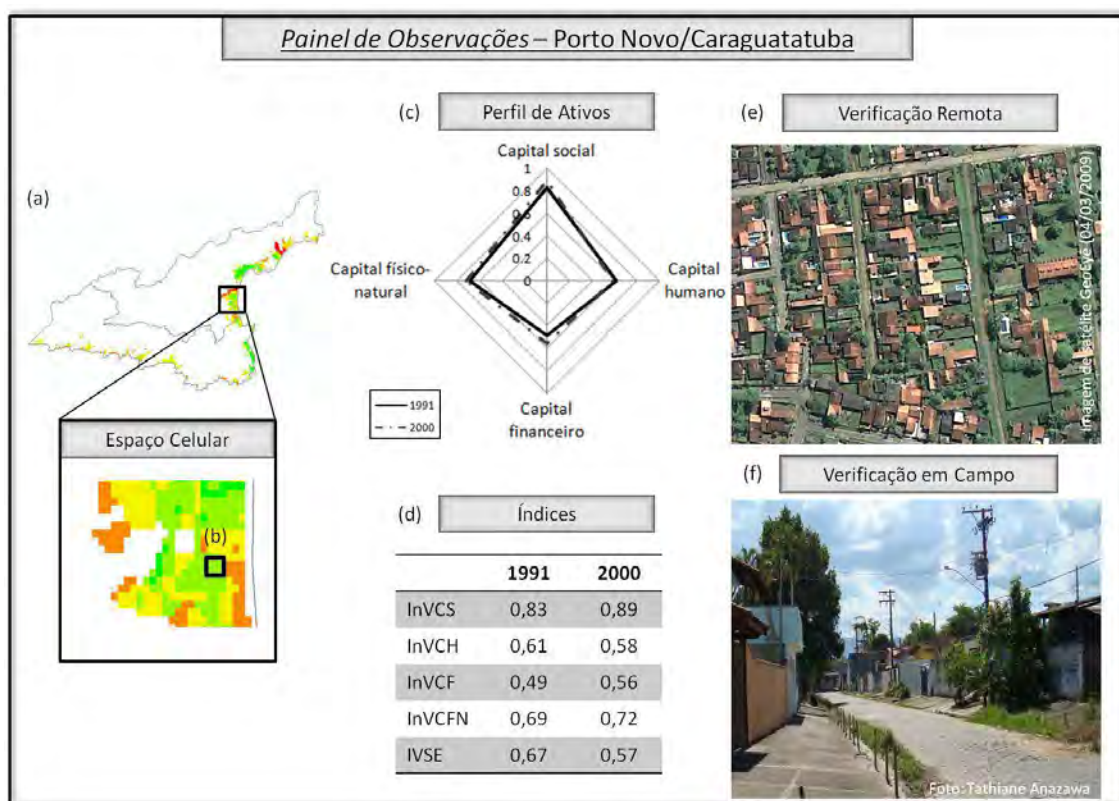 Painel de Observações – Porto Novo/Caraguatatuba
(a)
Espaço Celular
(b)
(c)
Perfil de Ativos
Capital social
1
0.8
0.6
0.4
0.2
0
Capital físico-
natural
Capital
humano
Capital
financeiro
1991
2000
(d)
Índices
1991 2000
InVCS 0,83 0,89
InVCH 0,61 0,58
InVCF 0,49 0,56
InVCFN 0,69 0,72
IVSE 0,67 0,57
(e)
Verificação Remota
Imagem de satélite GeoEye (04/03/2009)
(f)
Verificação em Campo
Foto: Tathiane Anazawa